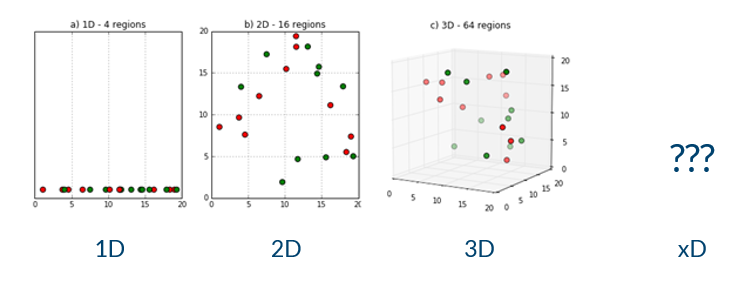 a) 1D - 4 regions
b) 2D - 16 regions
c) 3D - 64 regions
0 5 10 15 20
20
15
10
5
0
0 5 10 15 20
20
15
10
5
0
0 5 10 15 20
0 5 10 15 20
???
1D
2D
3D
xD